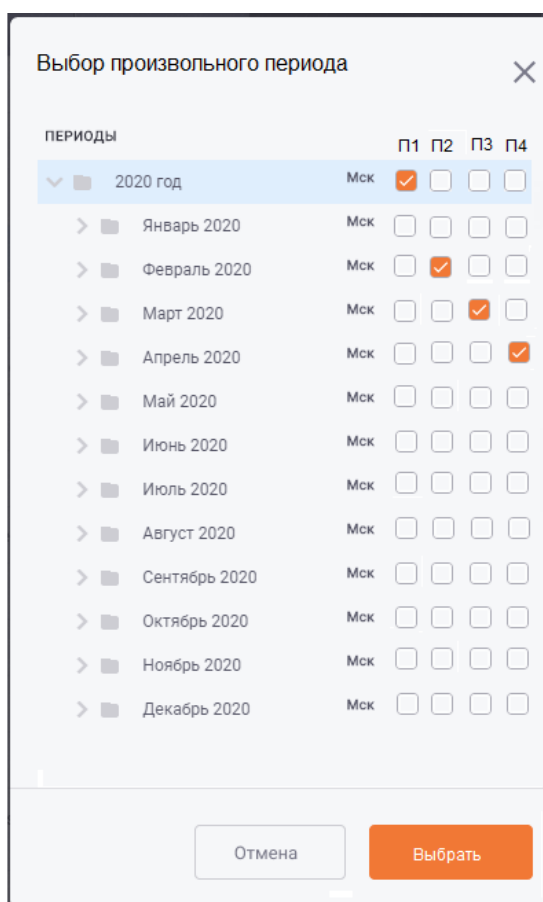 Выбор произвольного периода
ПЕРИОДЫ П1 П2 П3 П4
2020 год Мск
Январь 2020 Мск
Февраль 2020 Мск
Март 2020 Мск
Апрель 2020 Мск
Май 2020 Мск
Июнь 2020 Мск
Июль 2020 Мск
Август 2020 Мск
Сентябрь 2020 Мск
Октябрь 2020 Мск
Ноябрь 2020 Мск
Декабрь 2020 Мск
Отмена Выбрать